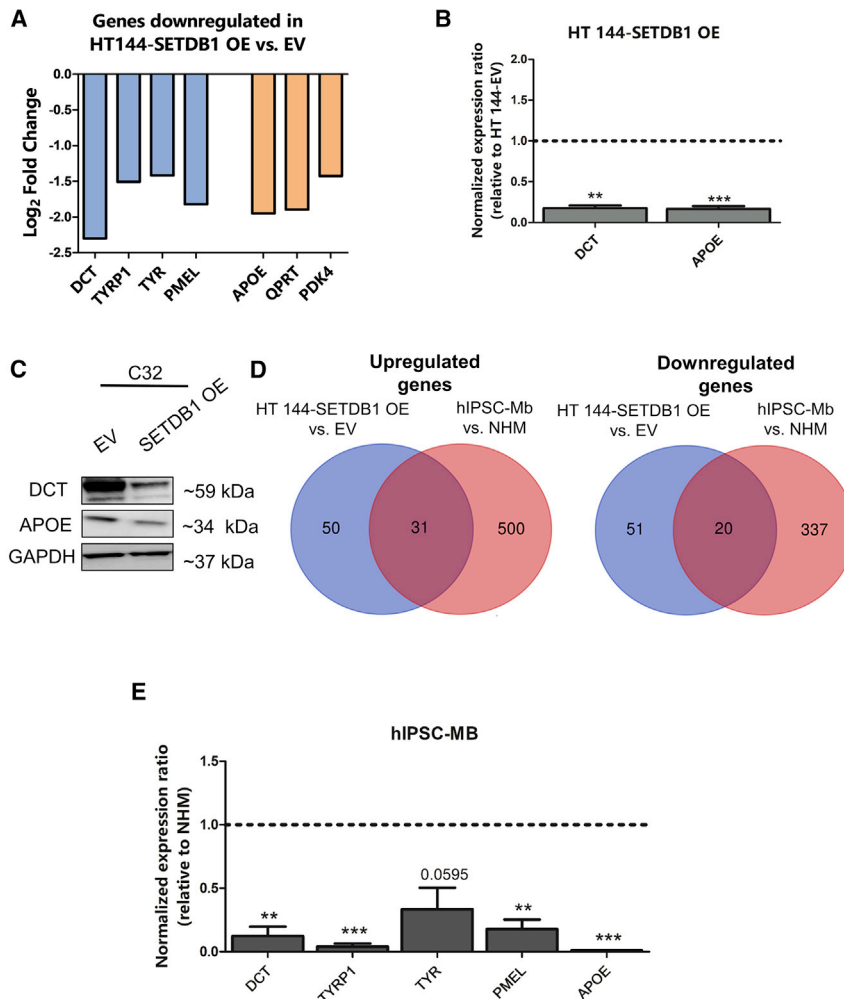 A
Genes downregulated in
HT144-SETDB1 OE vs. EV
Log2 Fold Change
0.0
-0.5
-1.0
-1.5
-2.0
-2.5
DCT
TYRP1
TYR
PMEL
APOE
QPRT
PDK4
B
HT 144-SETDB1 OE
Normalized expression ratio
(relative to HT 144-EV)
2.0
1.5
1.0
0.5
0.0
**
***
DCT
APOE
C
C32
EV
SETDB1 OE
DCT
~59 kDa
APOE
~34 kDa
GAPDH
~37 kDa
D
Upregulated
genes
HT 144-SETDB1 OE
vs. EV
hIPSC-Mb
vs. NHM
50
31
500
Downregulated
genes
HT 144-SETDB1 OE
vs. EV
hIPSC-Mb
vs. NHM
51
20
337
E
hIPSC-MB
Normalized expression ratio
(relative to NHM)
1.5
1.0
0.5
0.0
**
***
0.0595
**
***
DCT
TYRP1
TYR
PMEL
APOE